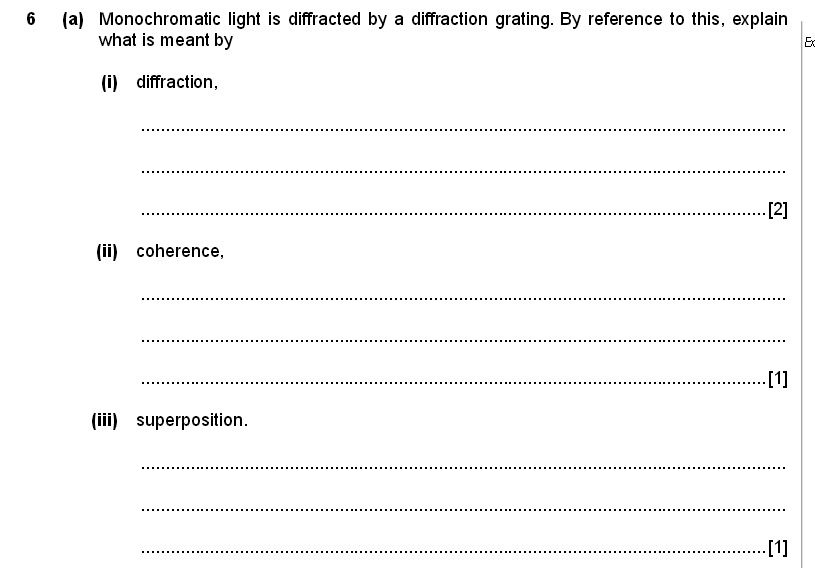 6 (a) Monochromatic light is diffracted by a diffraction grating. By reference to this, explain
what is meant by
Ex
(i) diffraction,
..........................................................................................................................................
..........................................................................................................................................
......................................................................................................................................[2]
(ii) coherence,
..........................................................................................................................................
..........................................................................................................................................
......................................................................................................................................[1]
(iii) superposition.
..........................................................................................................................................
..........................................................................................................................................
......................................................................................................................................[1]